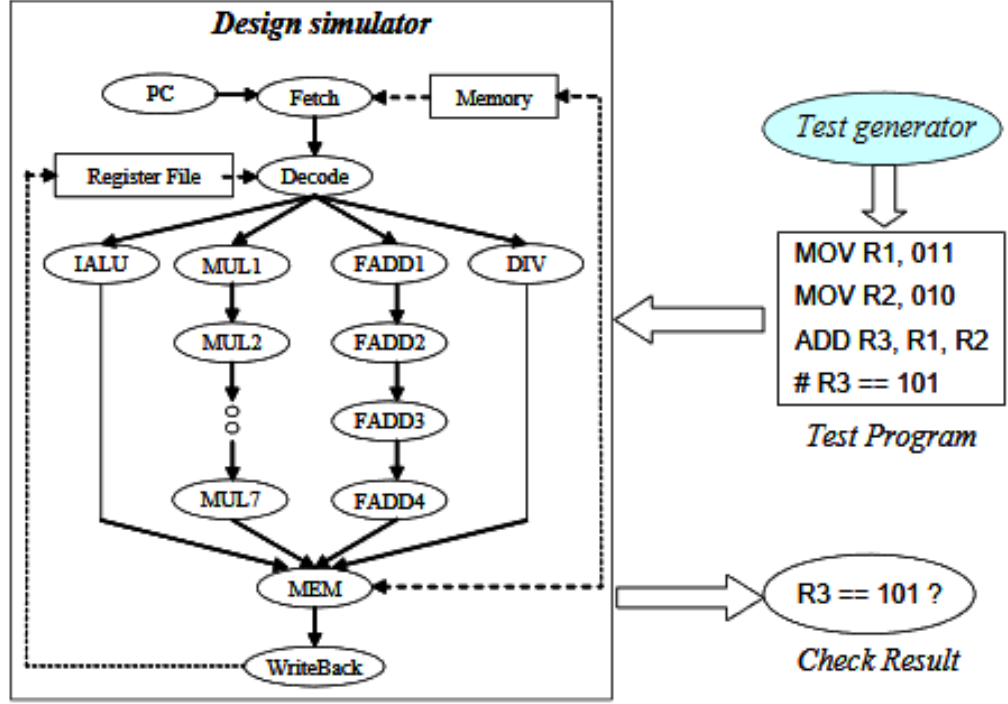 Design simulator
PC
Fetch
Memory
Register File
Decode
IALU
MUL1
FADD1
DIV
MUL2
FADD2
FADD3
MUL7
FADD4
MEM
WriteBack
Test generator
MOV R1, 011
MOV R2, 010
ADD R3, R1, R2
# R3 == 101
Test Program
R3 == 101 ?
Check Result